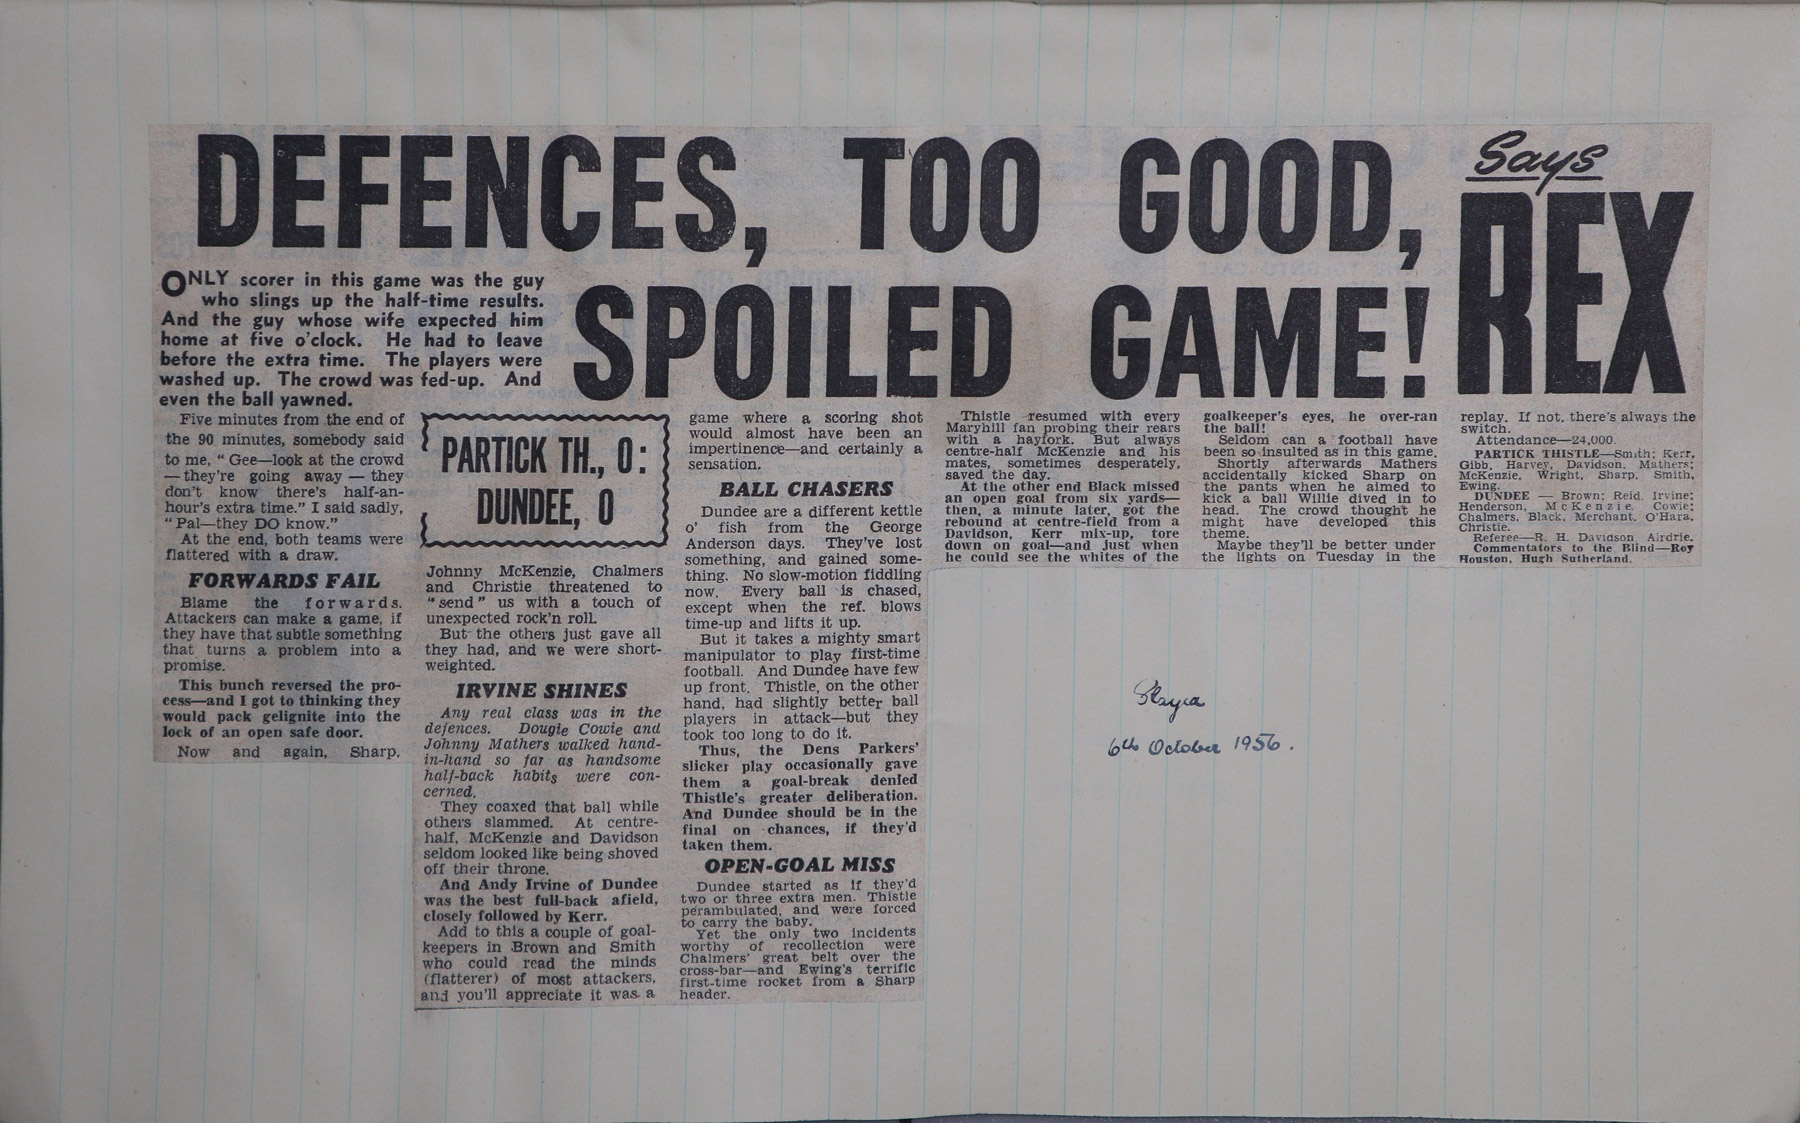 DEFENCES, TOO GOOD,
SPOILED GAME!
Says
REX
ONLY scorer in this game was the guy
who slings up the half-time results.
And the guy whose wife expected him
home at five o'clock. He had to leave
before the extra time. The players were
washed up. The crowd was fed-up. And
even the ball yawned.
Five minutes from the end of
the 90 minutes, somebody said
to me, "Gee—look at the crowd
—they're going away—they
don't know there's half-an-
hour's extra time." I said sadly,
"Pal—they DO know."
At the end, both teams were
flattered with a draw.
FORWARDS FAIL
Blame the forwards.
Attackers can make a game, if
they have that subtle something
that turns a problem into a
promise.
This bunch reversed the pro-
cess—and I got to thinking they
would pack gelignite into the
lock of an open safe door.
Now and again, Sharp,
PARTICK TH., 0:
DUNDEE, 0
Johnny McKenzie, Chalmers
and Christie threatened to
"send" us with a touch of
unexpected rock'n roll.
But the others just gave all
they had, and we were short-
weighted.
IRVINE SHINES
Any real class was in the
defences. Dougie Cowie and
Johnny Mathers walked hand-
in-hand so far as handsome
half-back habits were con-
cerned.
They coaxed that ball while
others slammed. At centre-
half, McKenzie and Davidson
seldom looked like being shoved
off their throne.
And Andy Irvine of Dundee
was the best full-back afield,
closely followed by Kerr.
Add to this a couple of goal-
keepers in Brown and Smith
who could read the minds
(flatterer) of most attackers,
and you'll appreciate it was a
game where a scoring shot
would almost have been an
impertinence—and certainly a
sensation.
BALL CHASERS
Dundee are a different kettle
o' fish from the George
Anderson days. They've lost
something, and gained some-
thing. No slow-motion fiddling
now. Every ball is chased,
except when the ref. blows
time-up and lifts it up.
But it takes a mighty smart
manipulator to play first-time
football. And Dundee have few
up front. Thistle, on the other
hand, had slightly better ball
players in attack—but they
took too long to do it.
Thus, the Dens Parkers'
slicker play occasionally gave
them a goal-break denied
Thistle's greater deliberation.
And Dundee should be in the
final on chances, if they'd
taken them.
OPEN-GOAL MISS
Dundee started as if they'd
two or three extra men. Thistle
perambulated, and were forced
to carry the baby.
Yet the only two incidents
worthy of recollection were
Chalmers' great belt over the
cross-bar—and Ewing's terrific
first-time rocket from a Sharp
header.
Thistle resumed with every
Maryhill fan probing their rears
with a hayfork. But always
centre-half McKenzie and his
mates, sometimes desperately,
saved the day.
At the other end Black missed
an open goal from six yards—
then, a minute later, got the
rebound at centre-field from a
Davidson, Kerr mix-up, tore
down on goal—and just when
he could see the whites of the
goalkeeper's eyes, he over-ran
the ball!
Seldom can a football have
been so insulted as in this game.
Shortly afterwards Mathers
accidentally kicked Sharp on
the pants when he aimed to
kick a ball Willie dived in to
head. The crowd thought he
might have developed this
theme.
Maybe they'll be better under
the lights on Tuesday in the
replay. If not, there's always the
switch.
Attendance—24,000.
PARTICK THISTLE—Smith; Kerr,
Gibb, Harvey, Davidson, Mathers;
McKenzie, Wright, Sharp, Smith,
Ewing.
DUNDEE — Brown; Reid, Irvine;
Henderson, McKenzie, Cowie;
Chalmers, Black, Merchant, O'Hara,
Christie.
Referee—R. H. Davidson, Airdrie.
Commentators to the Blind—Roy
Houston, Hugh Sutherland.
6th October 1956.